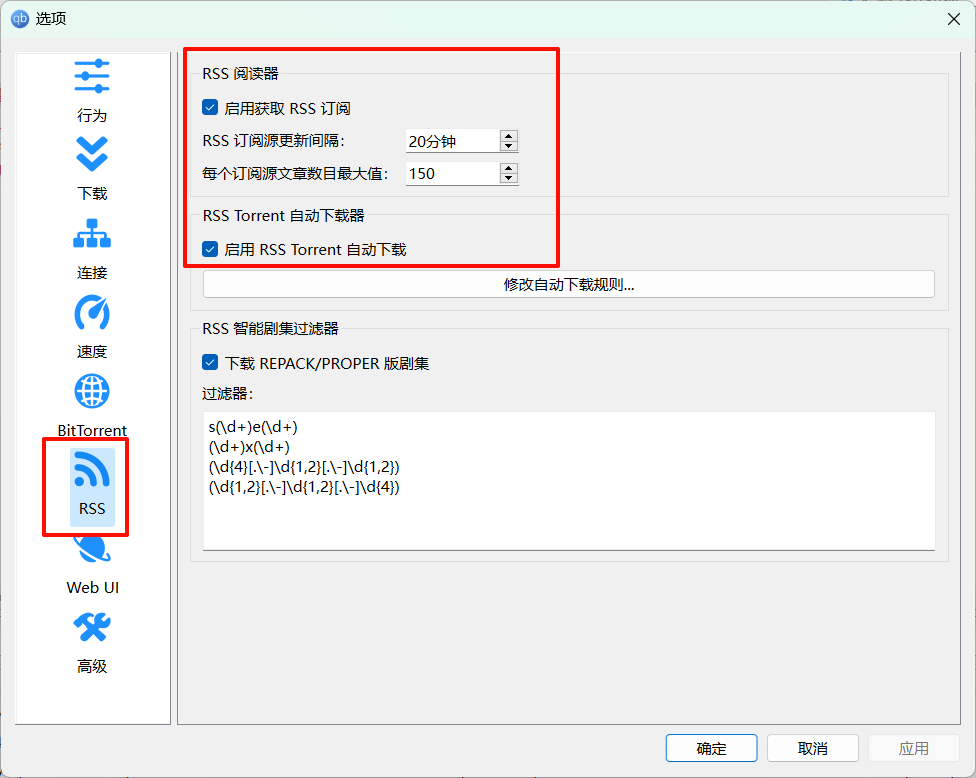 qb 选项
行为
下载
连接
速度
BitTorrent
RSS
Web UI
高级
RSS 阅读器
启用获取 RSS 订阅
RSS 订阅源更新间隔：
20分钟
每个订阅源文章数目最大值：
150
RSS Torrent 自动下载器
启用 RSS Torrent 自动下载
修改自动下载规则...
RSS 智能剧集过滤器
下载 REPACK/PROPER 版剧集
过滤器：
s(\d+)e(\d+)
(\d+)x(\d+)
(\d{4}[.\-]\d{1,2}[.\-]\d{1,2})
(\d{1,2}[.\-]\d{1,2}[.\-]\d{4})
确定
取消
应用